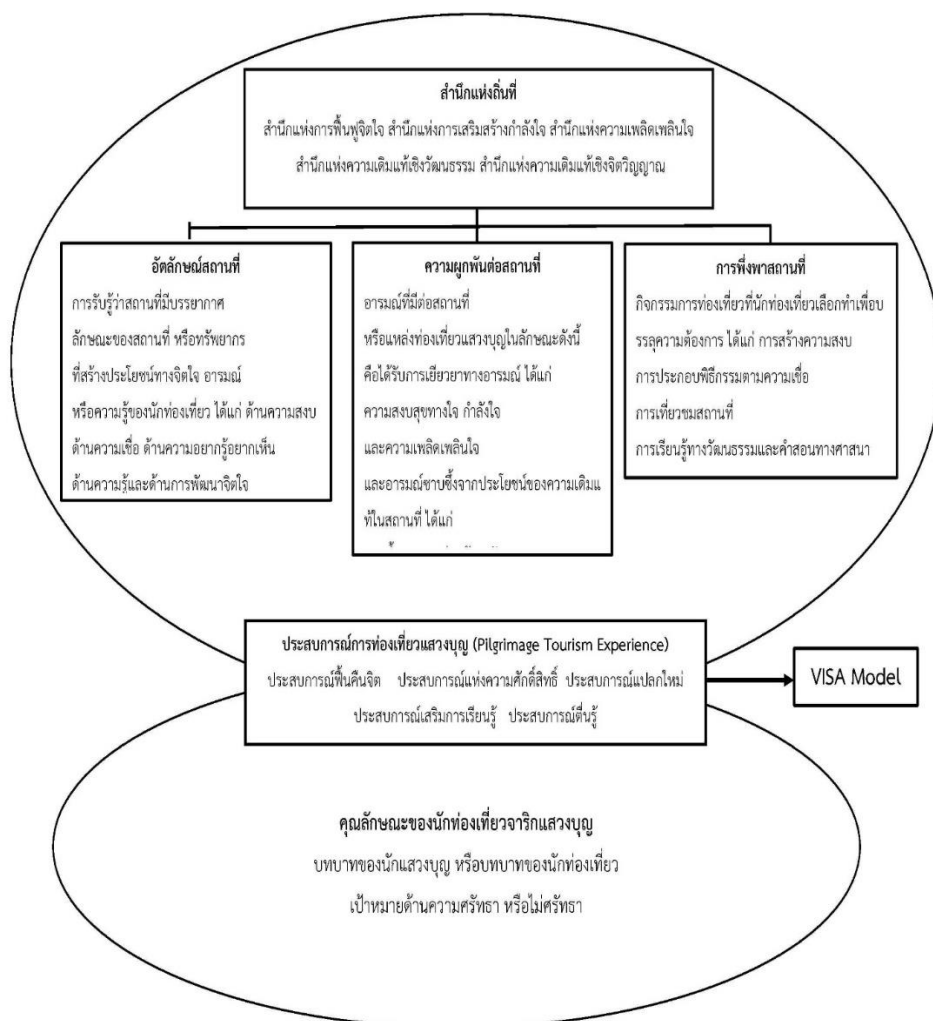 สำนึกแห่งถิ่นที่
สำนึกแห่งการฟื้นฟูจิตใจ สำนึกแห่งการเสริมสร้างกำลังใจ สำนึกแห่งความเพลิดเพลินใจ
สำนึกแห่งความเดิมแท้เชิงวัฒนธรรม สำนึกแห่งความเดิมแท้เชิงจิตวิญญาณ
อัตลักษณ์สถานที่
การรับรู้ว่าสถานที่มีบรรยากาศ
ลักษณะของสถานที่ หรือทรัพยากร
ที่สร้างประโยชน์ทางจิตใจ อารมณ์
หรือความรู้ของนักท่องเที่ยว ได้แก่ ด้านความสงบ
ด้านความเชื่อ ด้านความอยากรู้อยากเห็น
ด้านความรู้และด้านการพัฒนาจิตใจ
ความผูกพันต่อสถานที่
อารมณ์ที่มีต่อสถานที่
หรือแหล่งท่องเที่ยวแสวงบุญในลักษณะดังนี้
คือได้รับการเยียวยาทางอารมณ์ ได้แก่
ความสงบสุขทางใจ กำลังใจ
และความเพลิดเพลินใจ
และอารมณ์ซาบซึ้งจากประโยชน์ของความเดิมแ
ท้ในสถานที่ ได้แก่
การพึ่งพาสถานที่
กิจกรรมการท่องเที่ยวที่นักท่องเที่ยวเลือกทำเพื่อบ
รรลุความต้องการ ได้แก่ การสร้างความสงบ
การประกอบพิธีกรรมตามความเชื่อ
การเที่ยวชมสถานที่
การเรียนรู้ทางวัฒนธรรมและคำสอนทางศาสนา
ประสบการณ์การท่องเที่ยวแสวงบุญ (Pilgrimage Tourism Experience)
ประสบการณ์ฟื้นคืนจิต ประสบการณ์แห่งความศักดิ์สิทธิ์ ประสบการณ์แปลกใหม่
ประสบการณ์เสริมการเรียนรู้ ประสบการณ์ตื่นรู้
VISA Model
คุณลักษณะของนักท่องเที่ยวจาริกแสวงบุญ
บทบาทของนักแสวงบุญ หรือบทบาทของนักท่องเที่ยว
เป้าหมายด้านความศรัทธา หรือไม่ศรัทธา